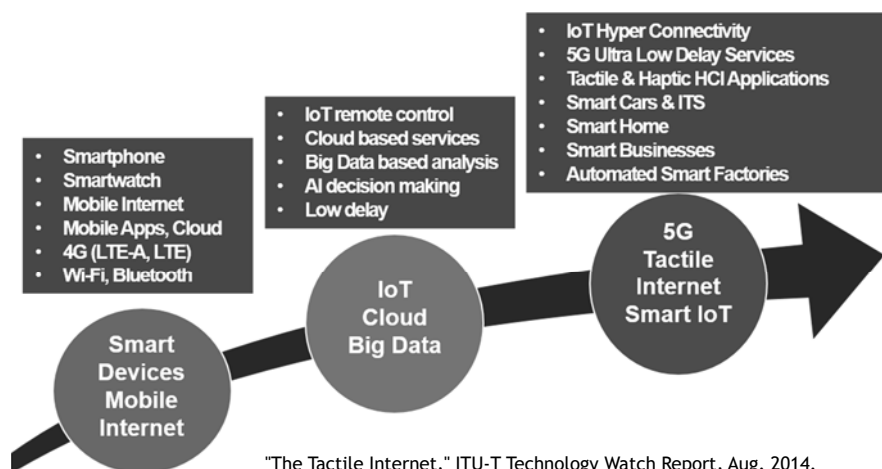 • IoT Hyper Connectivity
• 5G Ultra Low Delay Services
• Tactile & Haptic HCI Applications
• Smart Cars & ITS
• Smart Home
• Smart Businesses
• Automated Smart Factories
• IoT remote control
• Cloud based services
• Big Data based analysis
• AI decision making
• Low delay
• Smartphone
• Smartwatch
• Mobile Internet
• Mobile Apps, Cloud
• 4G (LTE-A, LTE)
• Wi-Fi, Bluetooth
5G
Tactile
Internet
Smart IoT
IoT
Cloud
Big Data
Smart
Devices
Mobile
Internet
"The Tactile Internet," ITU-T Technology Watch Report, Aug. 2014.